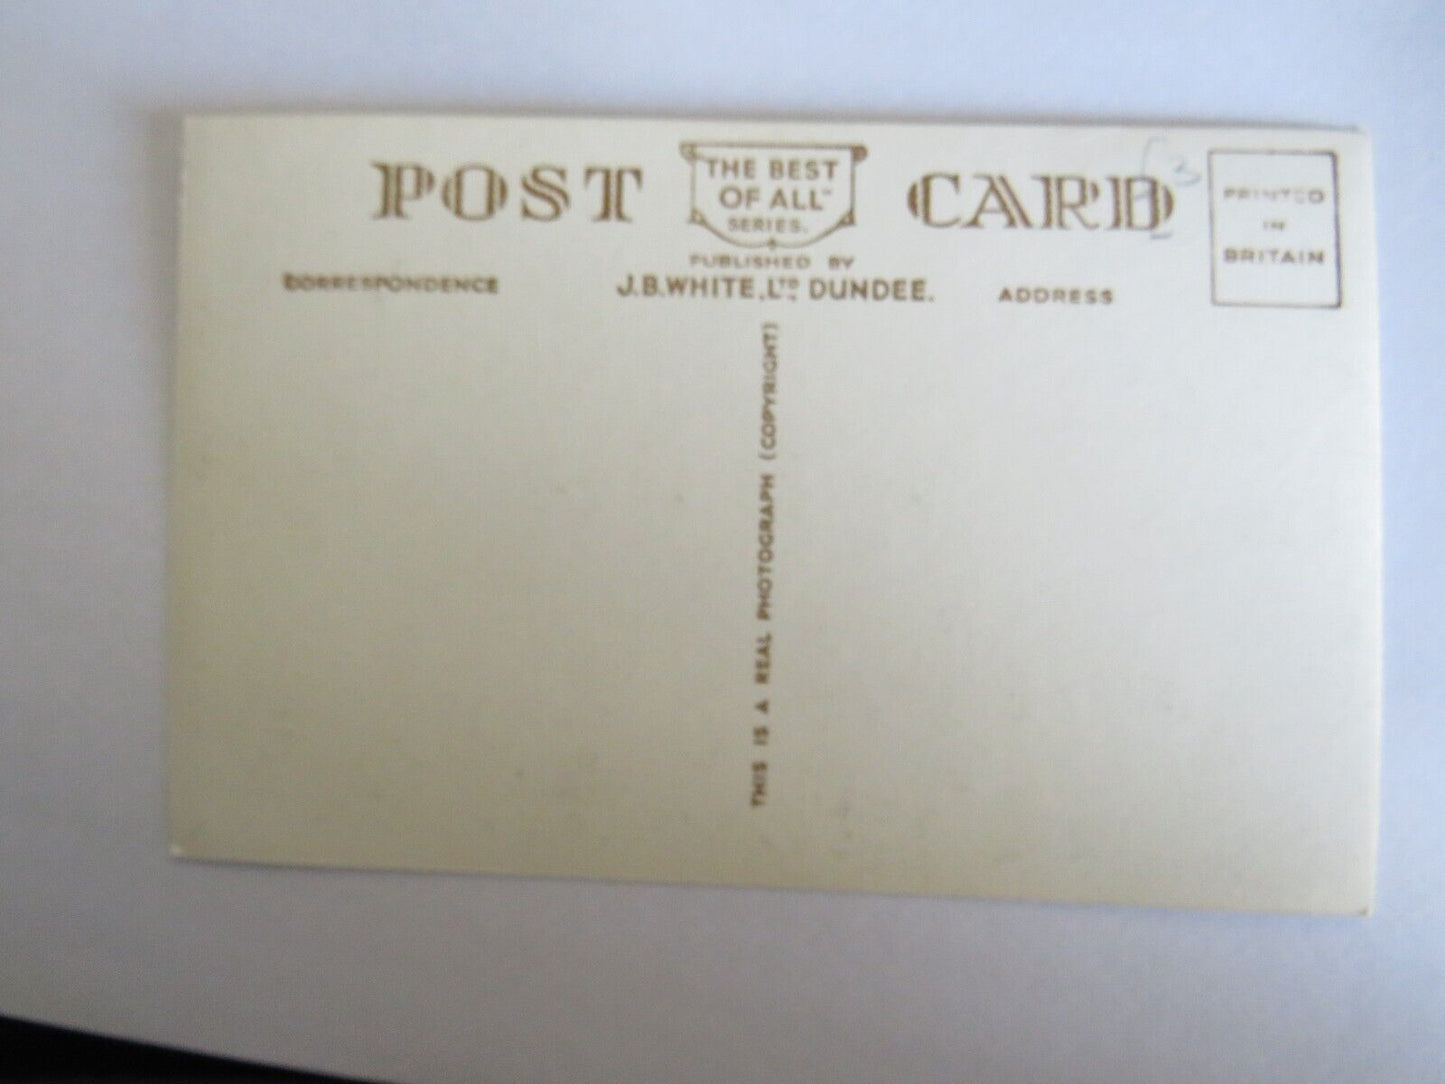 POST CARD
"THE BEST
OF ALL"
SERIES.
PUBLISHED BY
J.B.WHITE, LTD. DUNDEE.
CORRESPONDENCE
ADDRESS
PRINTED
IN
BRITAIN
THIS IS A REAL PHOTOGRAPH (COPYRIGHT)